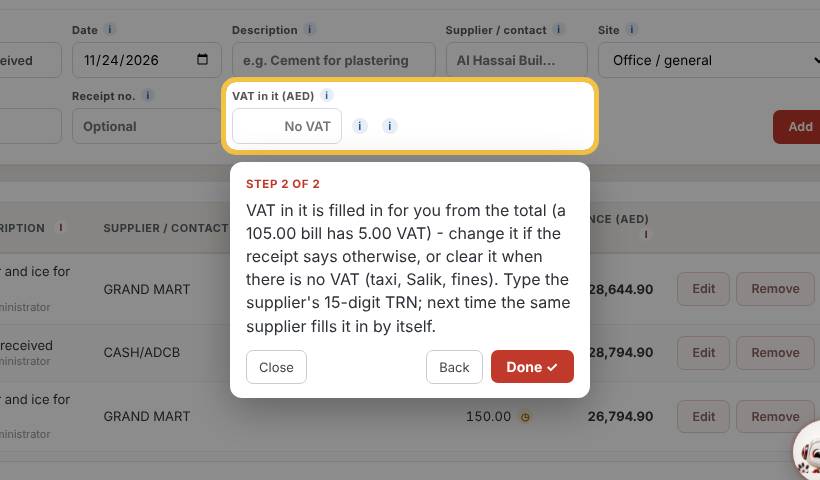 Date i
Description i
Supplier / contact i
Site i
ceived
11/24/2026
e.g. Cement for plastering
Al Hassai Buil...
Office / general
Receipt no. i
VAT in it (AED) i
Optional
No VAT
i
i
Add
STEP 2 OF 2
VAT in it is filled in for you from the total (a
105.00 bill has 5.00 VAT) - change it if the
receipt says otherwise, or clear it when
there is no VAT (taxi, Salik, fines). Type the
supplier's 15-digit TRN; next time the same
supplier fills it in by itself.
Close
Back
Done ✓
RIPTION i
SUPPLIER / CONTACT
NCE (AED)
i
r and ice for
ministrator
GRAND MART
28,644.90
Edit
Remove
received
ministrator
CASH/ADCB
28,794.90
Edit
Remove
r and ice for
ministrator
GRAND MART
150.00
26,794.90
Edit
Remove